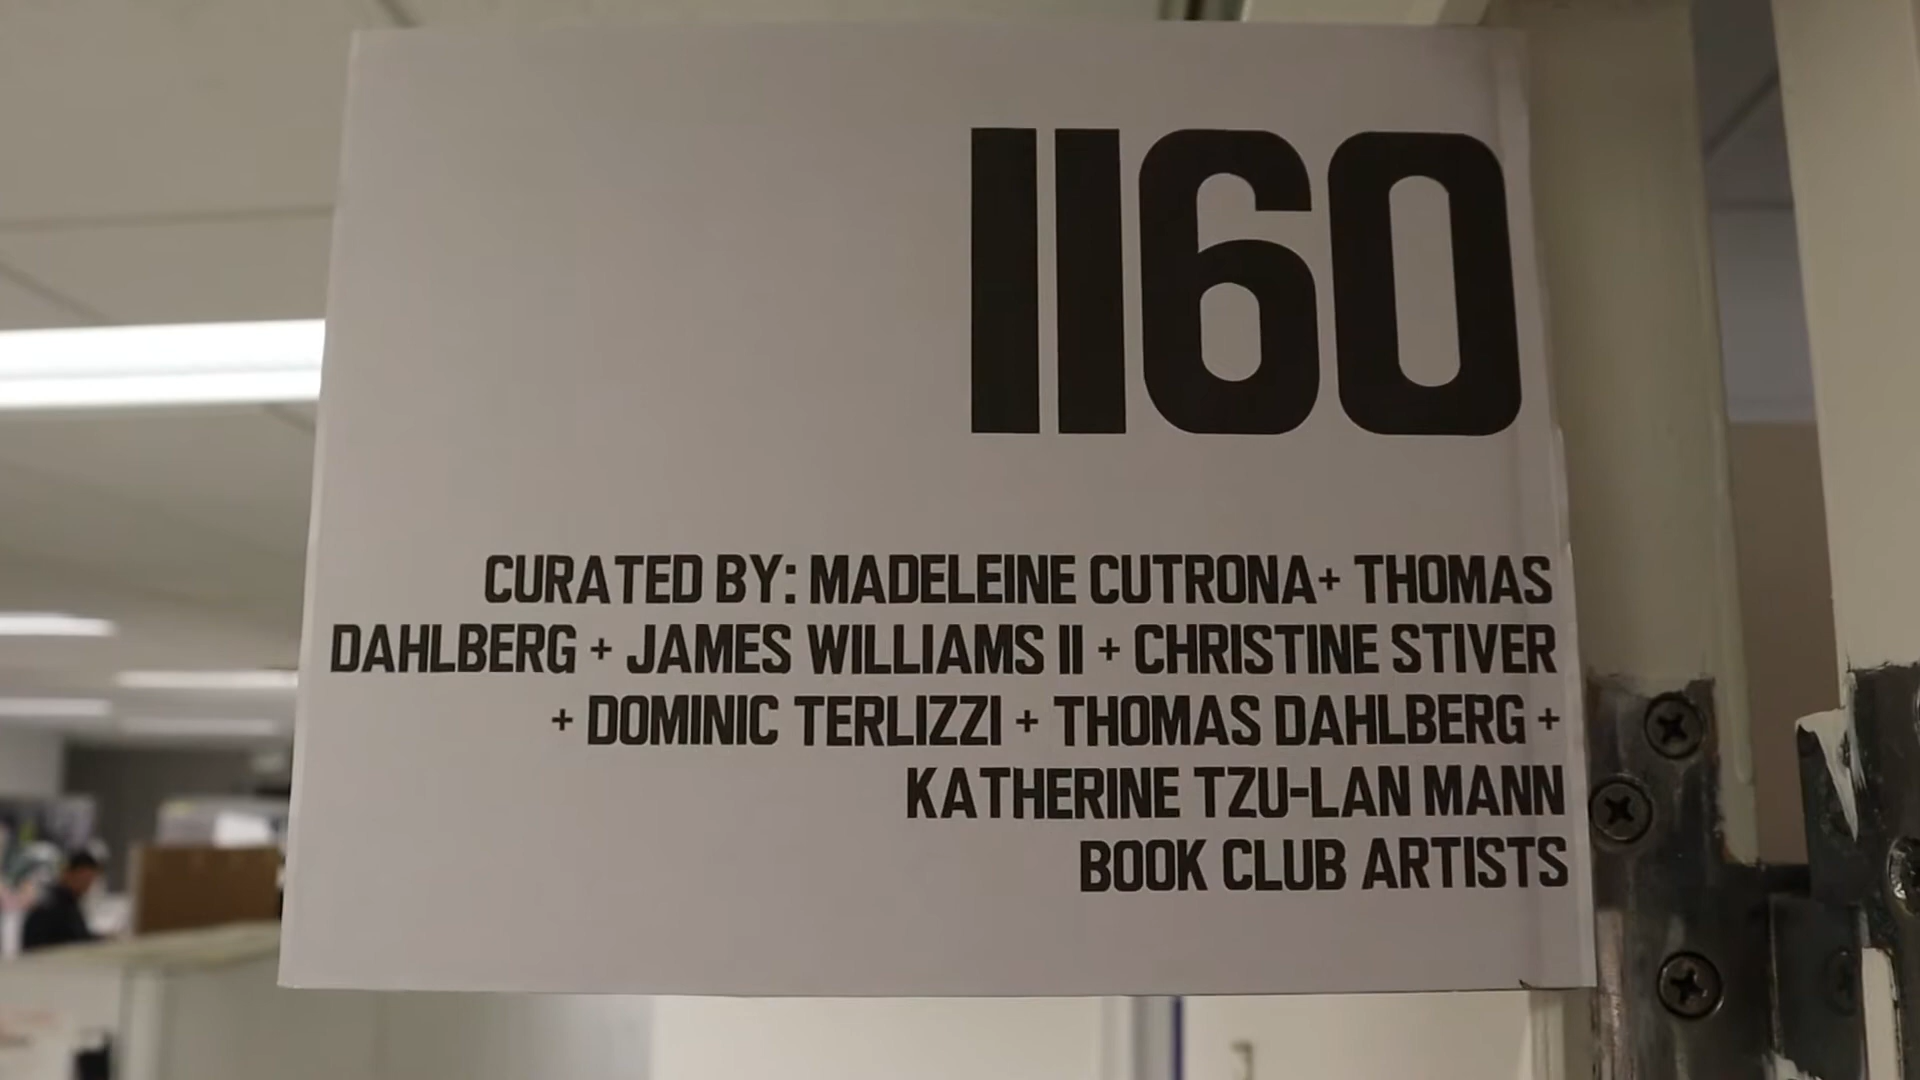 1160
CURATED BY: MADELEINE CUTRONA+ THOMAS
DAHLBERG + JAMES WILLIAMS II + CHRISTINE STIVER
+ DOMINIC TERLIZZI + THOMAS DAHLBERG +
KATHERINE TZU-LAN MANN
BOOK CLUB ARTISTS